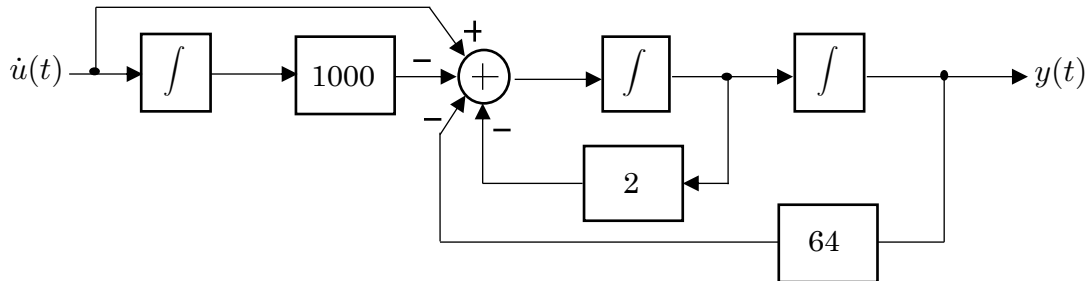 +
u̇(t) ∫ 1000 − + ∫ ∫ y(t)
− −
2
64